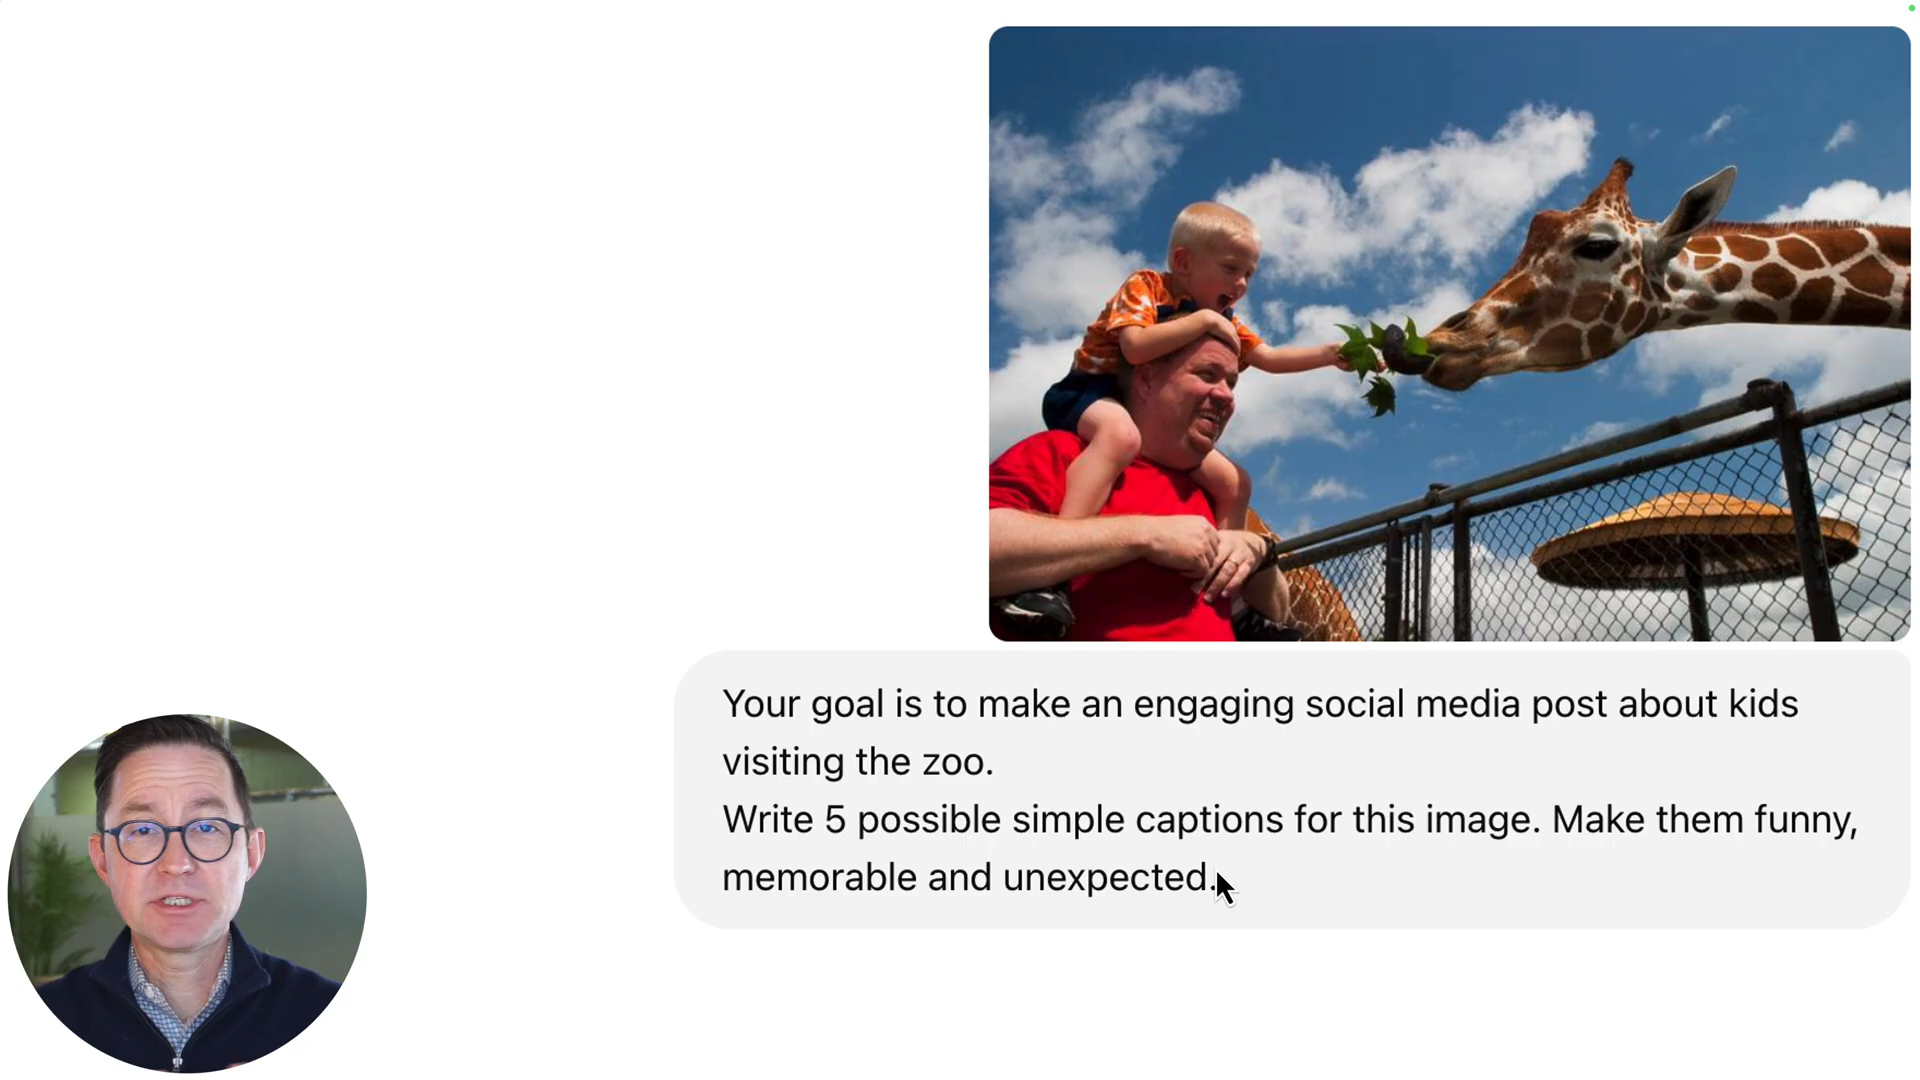 Your goal is to make an engaging social media post about kids
visiting the zoo.
Write 5 possible simple captions for this image. Make them funny,
memorable and unexpected.